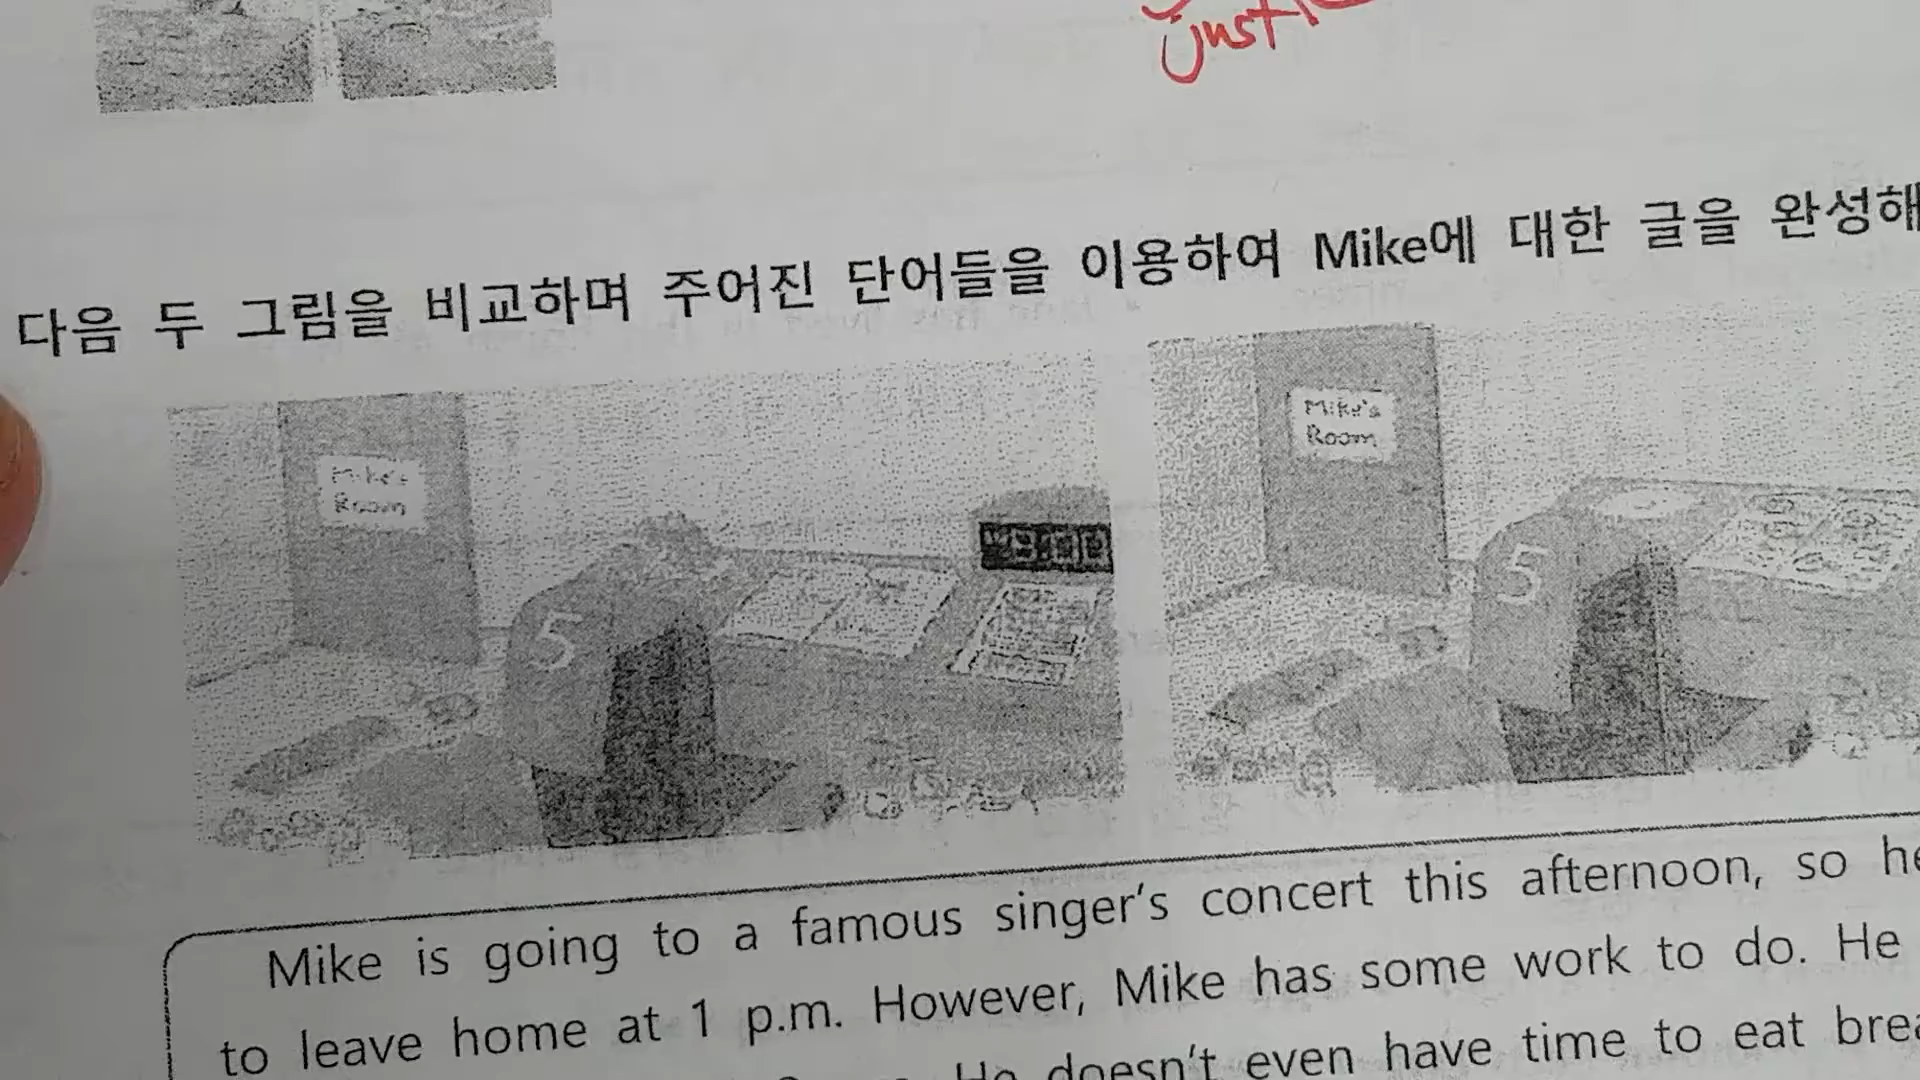 just
다음 두 그림을 비교하며 주어진 단어들을 이용하여 Mike에 대한 글을 완성해
Mike's
Room
Mike's
Room
5
5
Mike is going to a famous singer's concert this afternoon, so he
to leave home at 1 p.m. However, Mike has some work to do. He
He doesn't even have time to eat brea